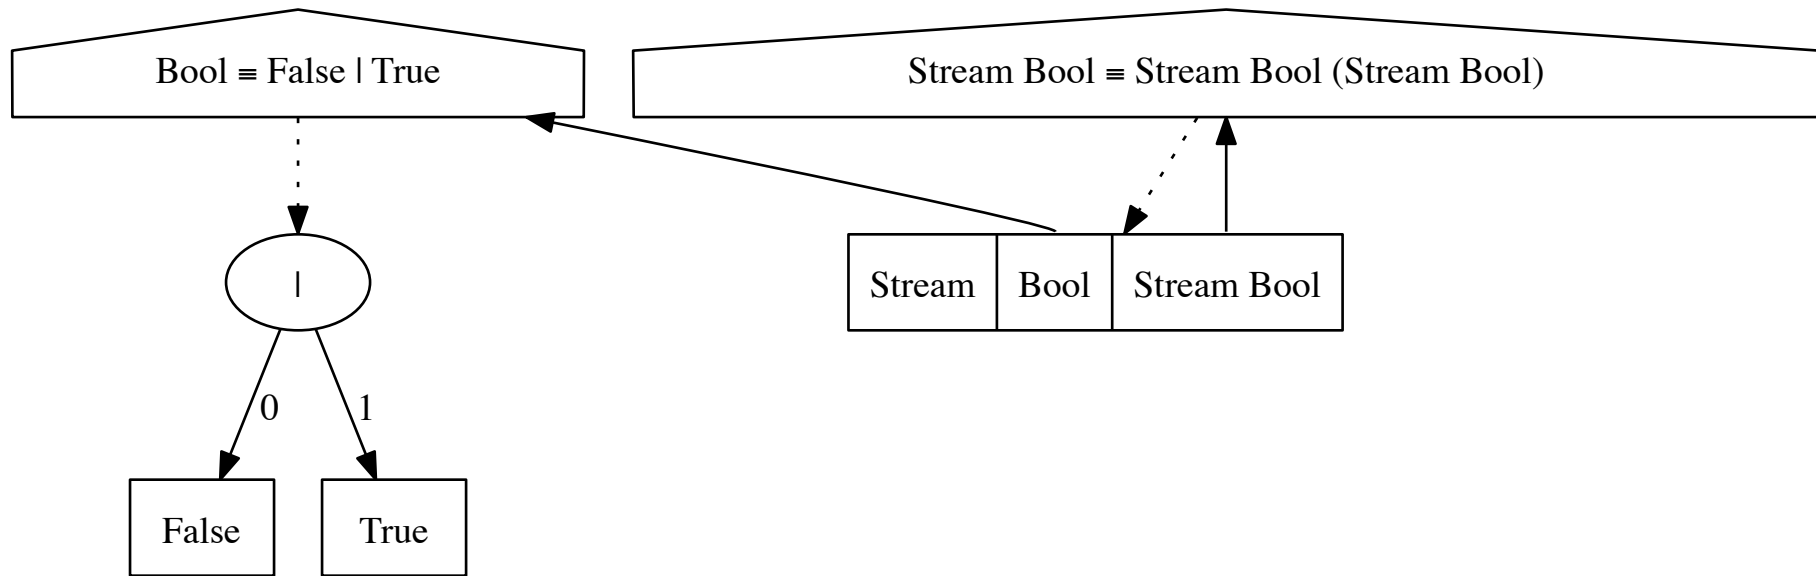 Bool ≡ False | True
Stream Bool ≡ Stream Bool (Stream Bool)
|
Stream Bool Stream Bool
0 1
False True